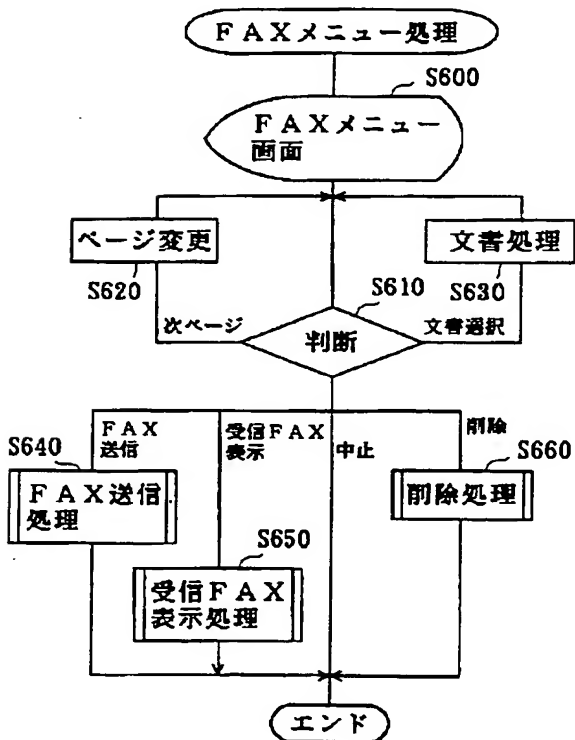 ＦＡＸメニュー処理
S600
ＦＡＸメニュー
画面
ページ変更
文書処理
S620
S610
S630
次ページ
判断
文書選択
ＦＡＸ
送信
受信ＦＡＸ
表示
中止
削除
S640
S660
ＦＡＸ送信
処理
削除処理
S650
受信ＦＡＸ
表示処理
エンド